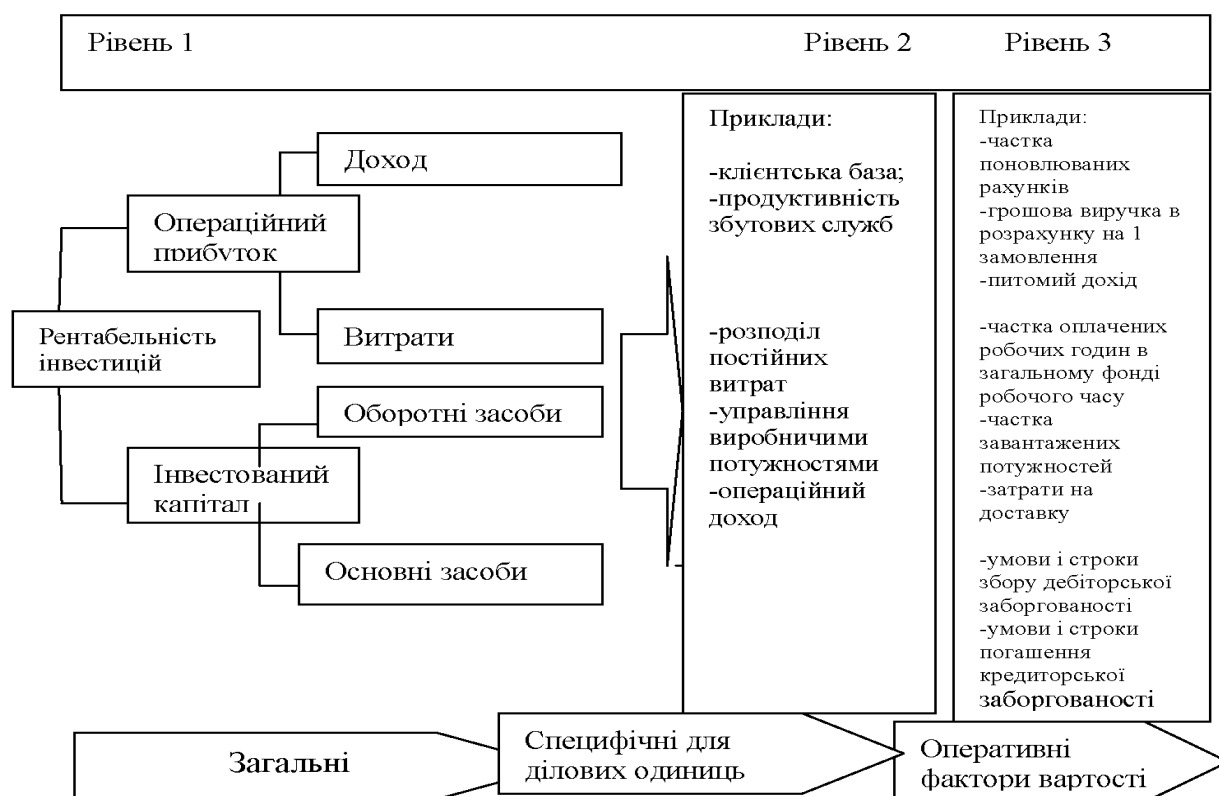 Рівень 1
Рівень 2
Рівень 3
Доход
Операційний
прибуток
Витрати
Рентабельність
інвестицій
Оборотні засоби
Інвестований
капітал
Основні засоби
Приклади:
-клієнтська база;
-продуктивність
збутових служб
-розподіл
постійних
витрат
-управління
виробничими
потужностями
-операційний
доход
Приклади:
-частка
поновлюваних
рахунків
-грошова виручка в
розрахунку на 1
замовлення
-питомий дохід
-частка оплачених
робочих годин в
загальному фонді
робочого часу
-частка
завантажених
потужностей
-затрати на
доставку
-умови і строки
збору дебіторської
заборгованості
-умови і строки
погашення
кредиторської
заборгованості
Загальні
Специфічні для
ділових одиниць
Оперативні
фактори вартості